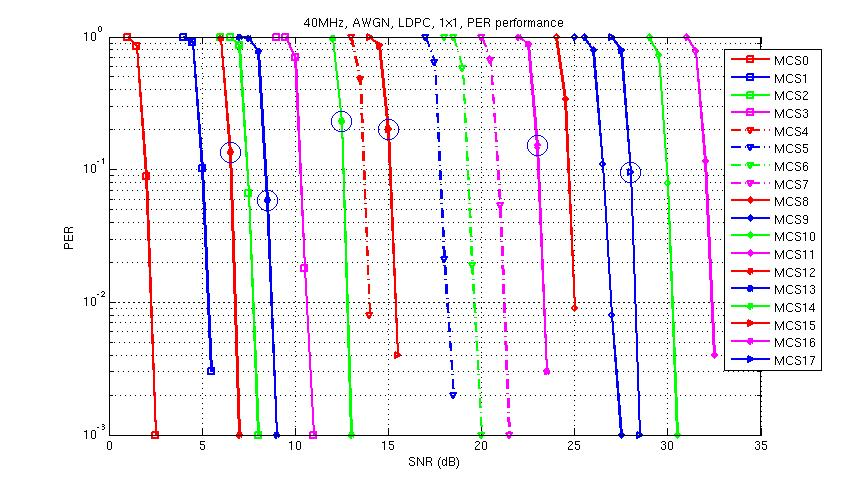 40MHz, AWGN, LDPC, 1x1, PER performance
10^0
10^-1
10^-2
10^-3
PER
0 5 10 15 20 25 30 35
SNR (dB)
MCS0
MCS1
MCS2
MCS3
MCS4
MCS5
MCS6
MCS7
MCS8
MCS9
MCS10
MCS11
MCS12
MCS13
MCS14
MCS15
MCS16
MCS17